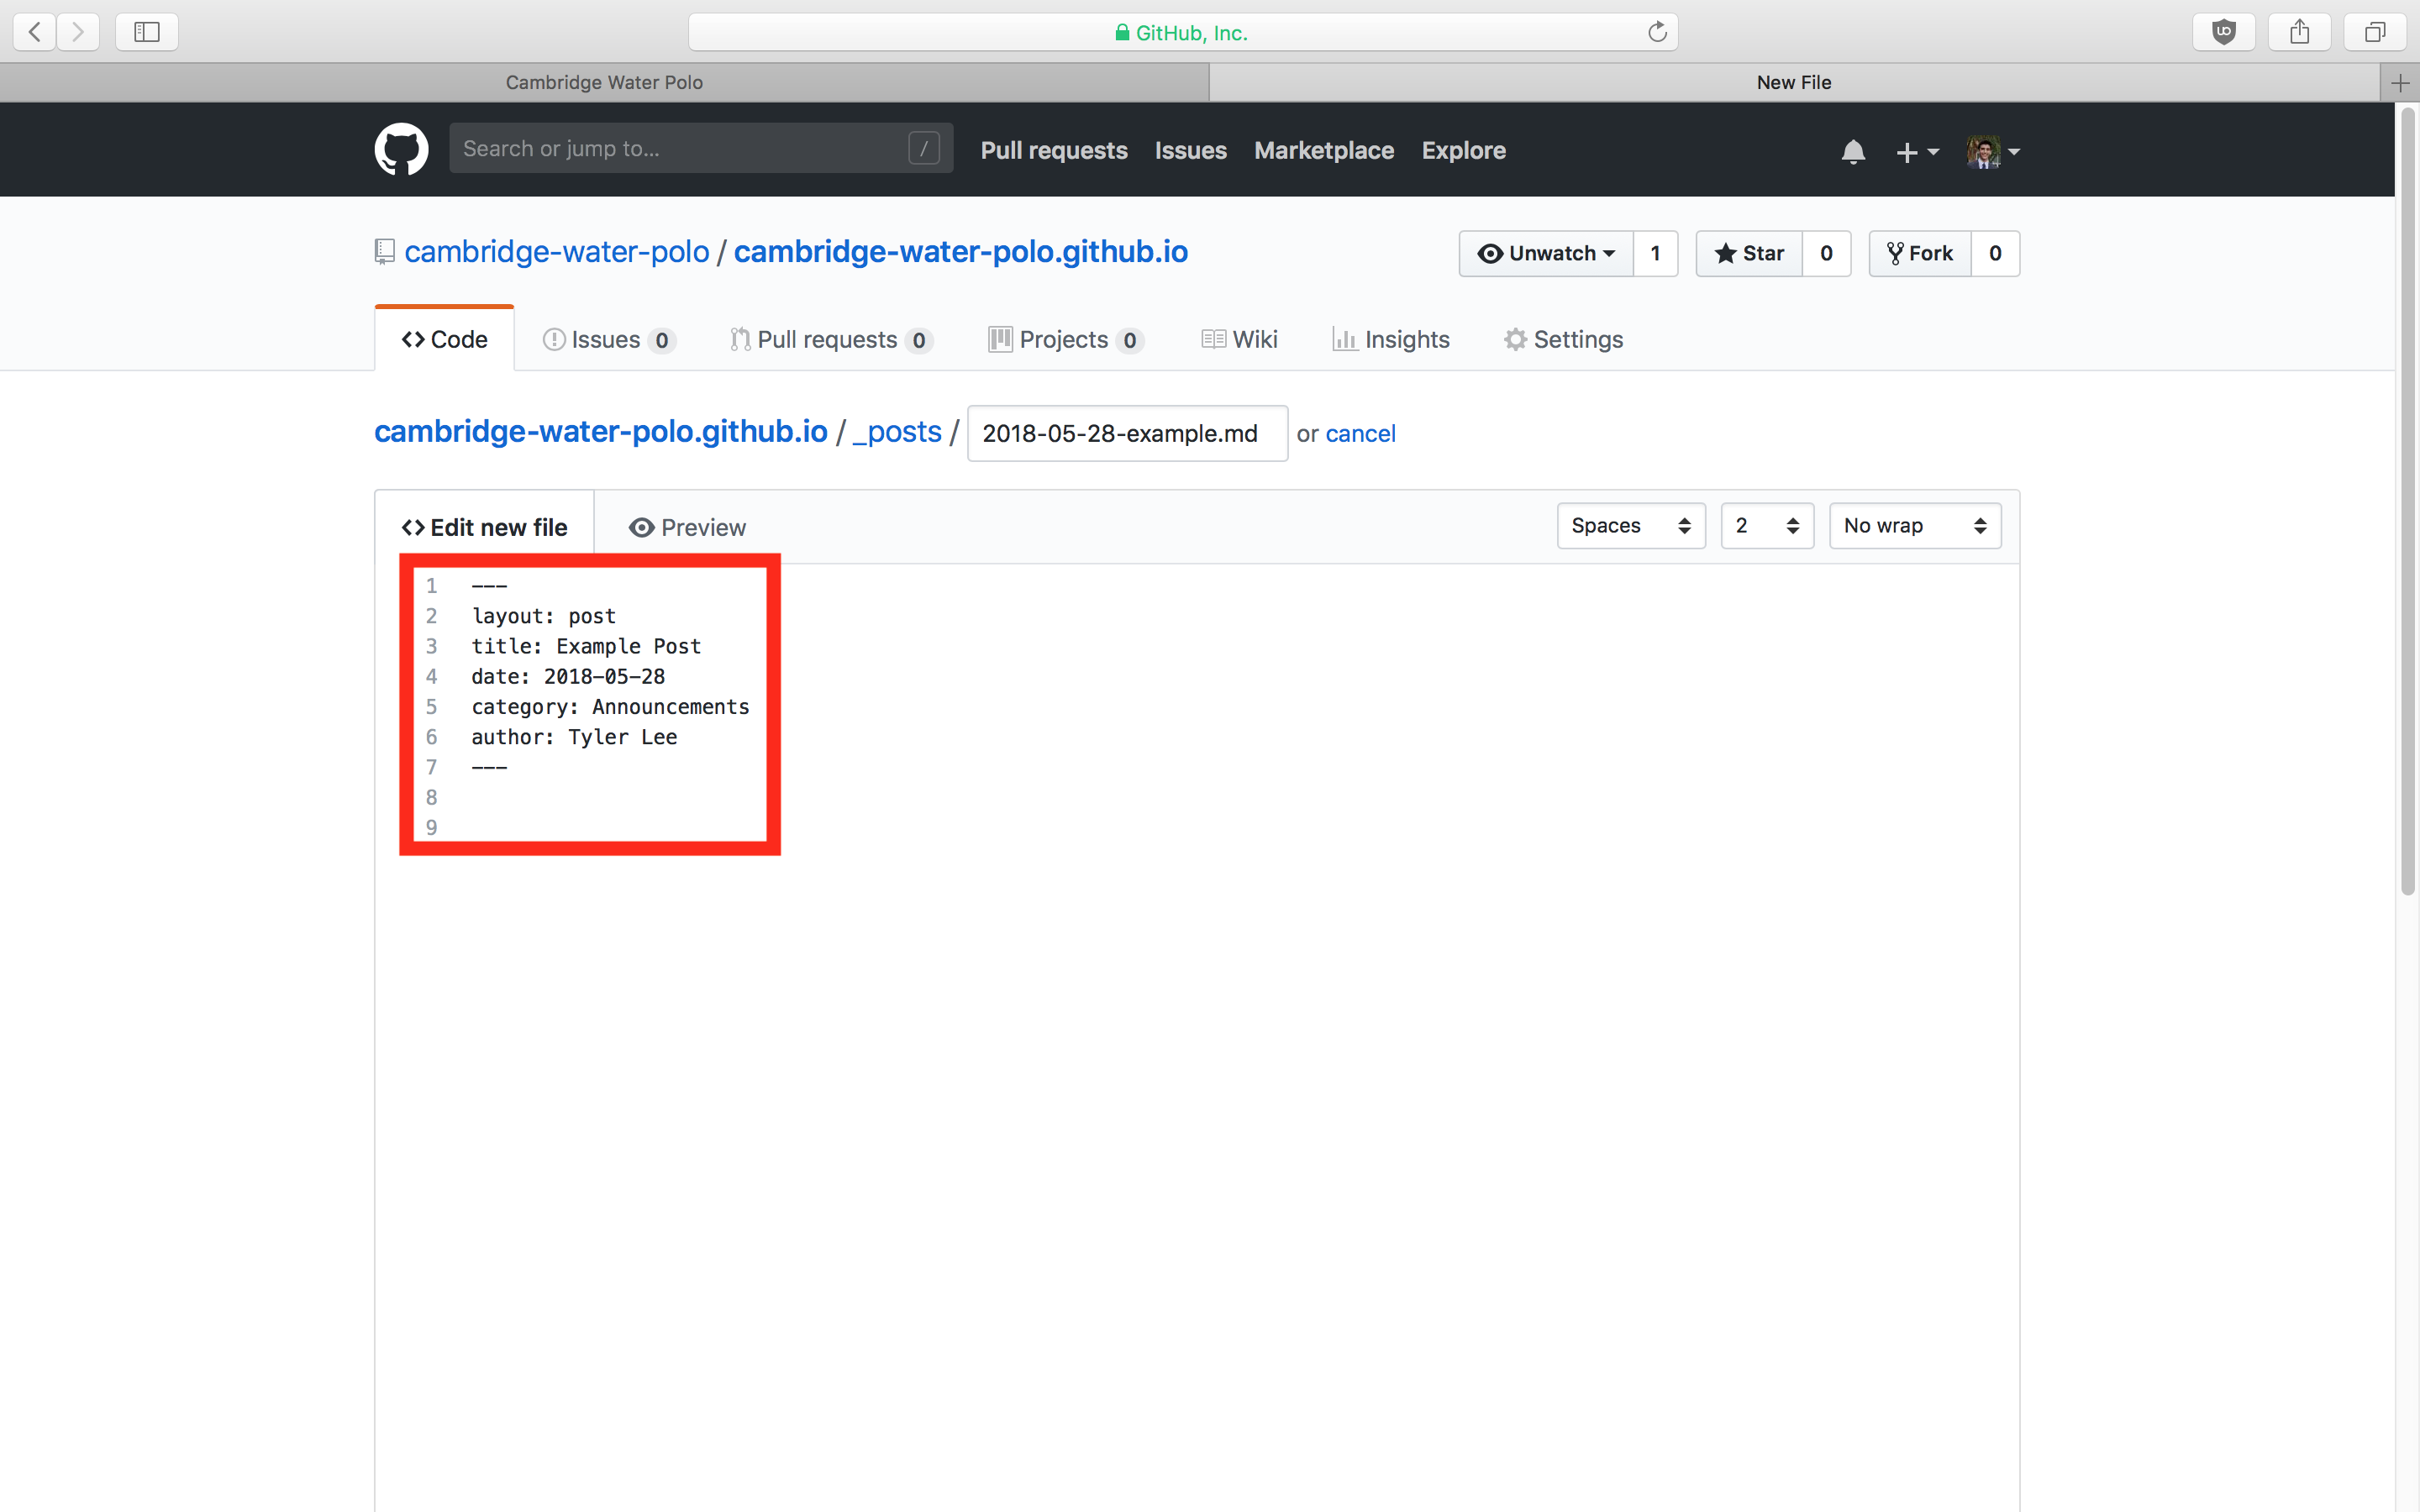 GitHub, Inc.
Cambridge Water Polo
New File
Search or jump to... /
Pull requests Issues Marketplace Explore
cambridge-water-polo / cambridge-water-polo.github.io
Unwatch 1 Star 0 Fork 0
Code Issues 0 Pull requests 0 Projects 0 Wiki Insights Settings
cambridge-water-polo.github.io / _posts / 2018-05-28-example.md or cancel
Edit new file Preview Spaces 2 No wrap
1 ---
2 layout: post
3 title: Example Post
4 date: 2018-05-28
5 category: Announcements
6 author: Tyler Lee
7 ---
8
9